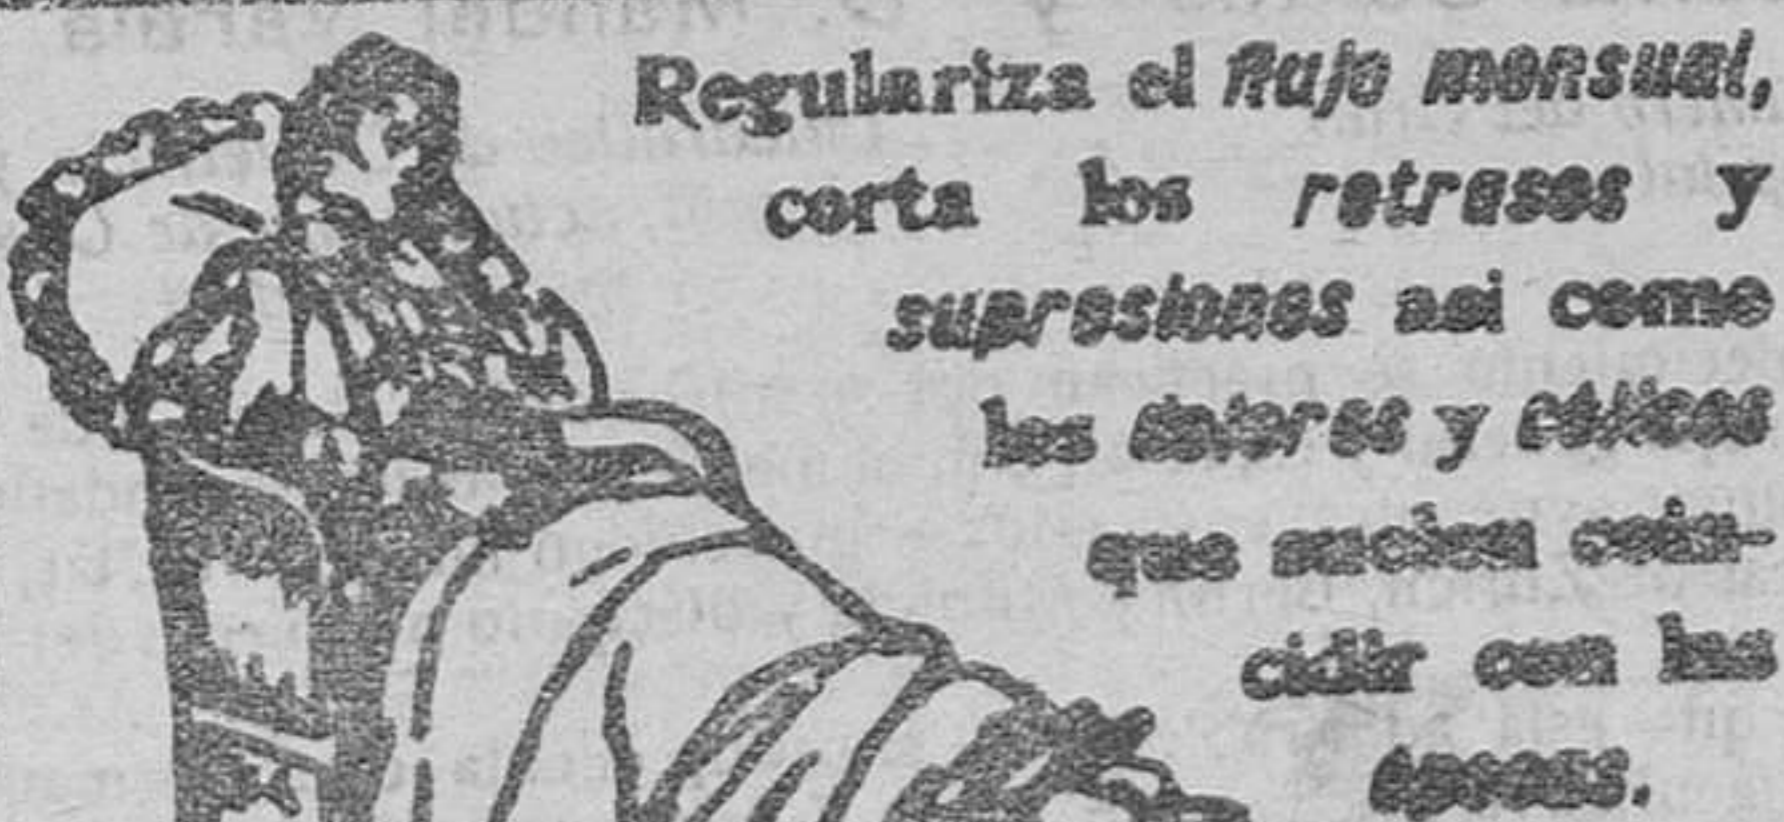 Regulariza el flujo mensual,
corta los retrasos y
supresiones asi como
los dolores y cólicos
que suelen coin-
cidir con las
épocas.